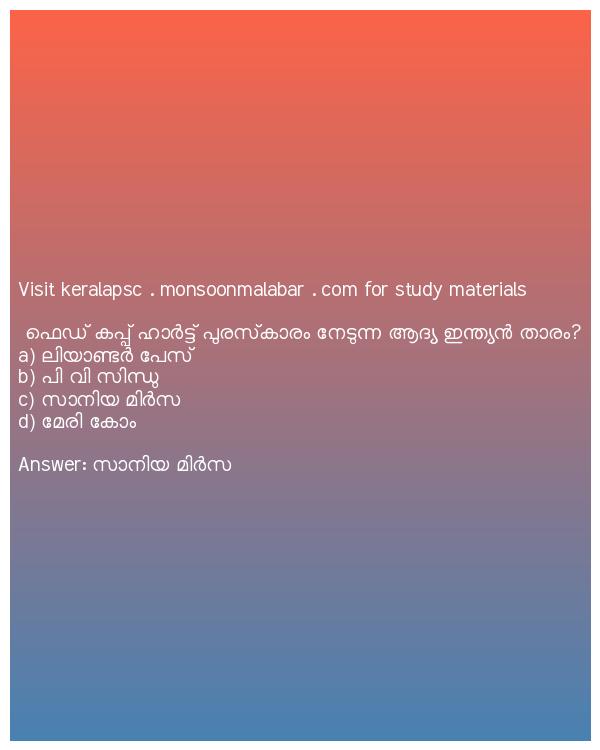 Visit keralapsc . monsoonmalabar . com for study materials
ഫെഡ് കപ്പ് ഹാർട്ട് പുരസ്‌കാരം നേടുന്ന ആദ്യ ഇന്ത്യൻ താരം?
a) ലിയാണ്ടർ പേസ്
b) പി വി സിന്ധു
c) സാനിയ മിർസ
d) മേരി കോം
Answer: സാനിയ മിർസ